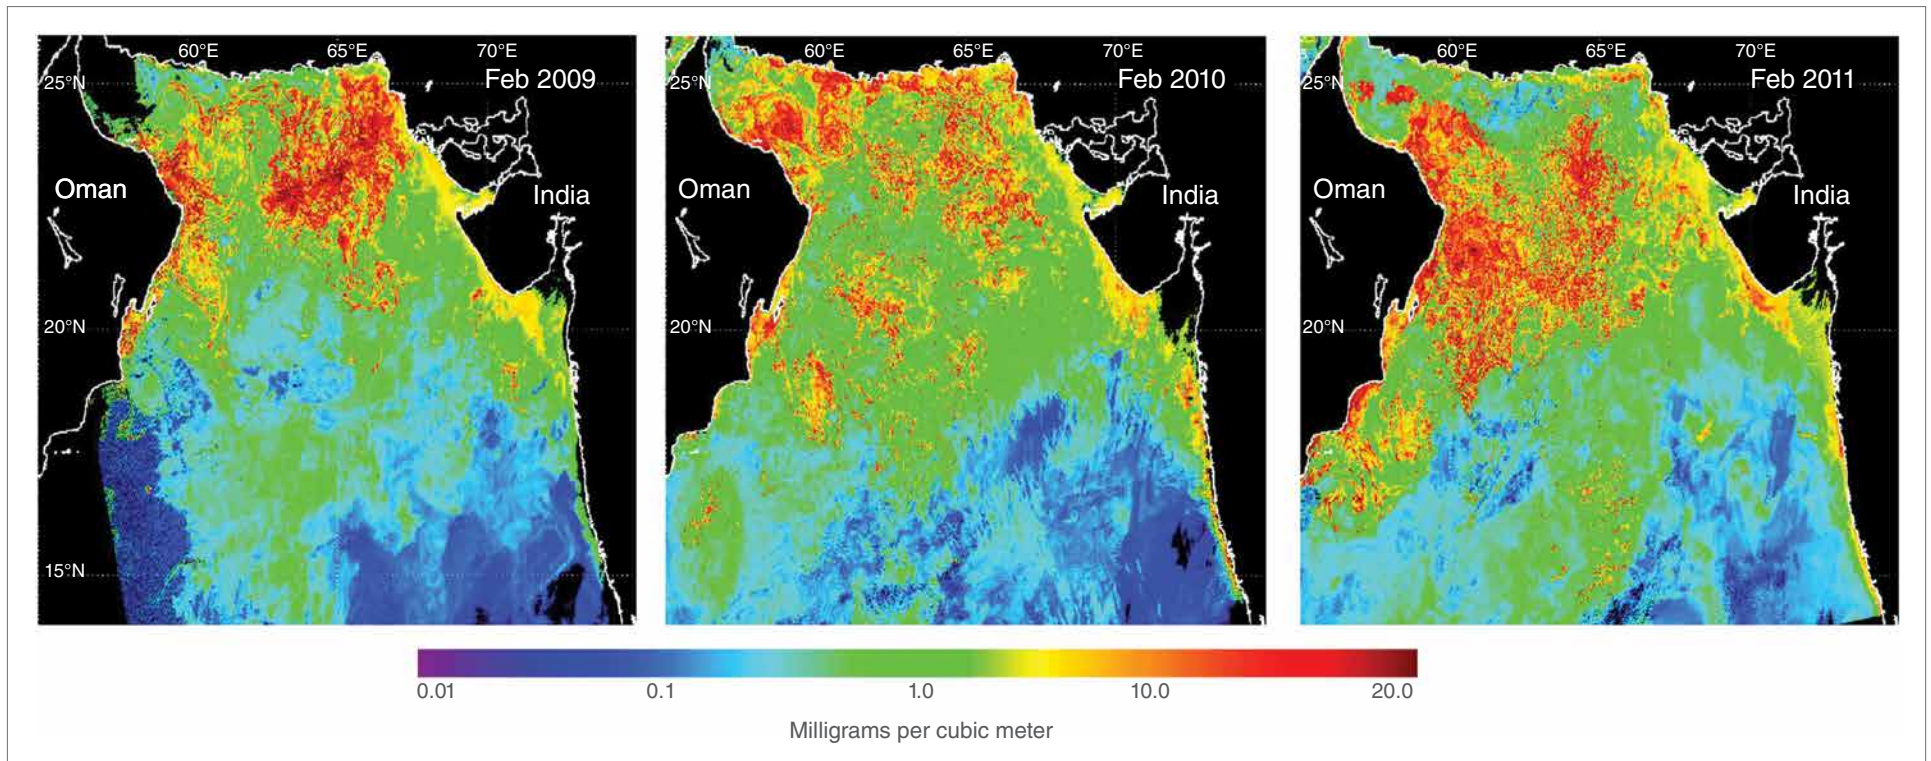 60°E 65°E 70°E
Feb 2009
25°N
Oman
India
20°N
15°N
60°E 65°E 70°E
Feb 2010
25°N
Oman
India
20°N
60°E 65°E 70°E
Feb 2011
25°N
Oman
India
20°N
0.01 0.1 1.0 10.0 20.0
Milligrams per cubic meter